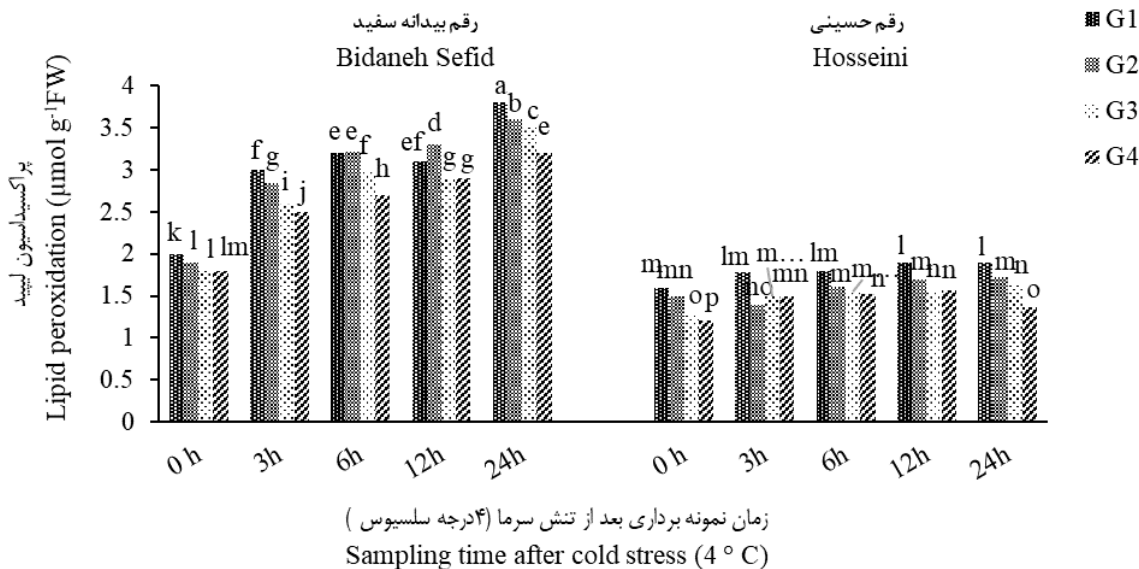 رقم بیدانه سفید
Bidaneh Sefid
رقم حسینی
Hosseini
G1
G2
G3
G4
پراکسیداسیون لیپید
Lipid peroxidation (µmol g-1FW)
4
3.5
3
2.5
2
1.5
1
0.5
0
k l l lm
f g i j
e e f h
ef d g g
a b c e
m mn o p
lm no m… mn
lm m m… n
l m n n
l m n o
0 h 3h 6h 12h 24h
0 h 3h 6h 12h 24h
زمان نمونه برداری بعد از تنش سرما (۴درجه سلسیوس )
Sampling time after cold stress (4 ° C)